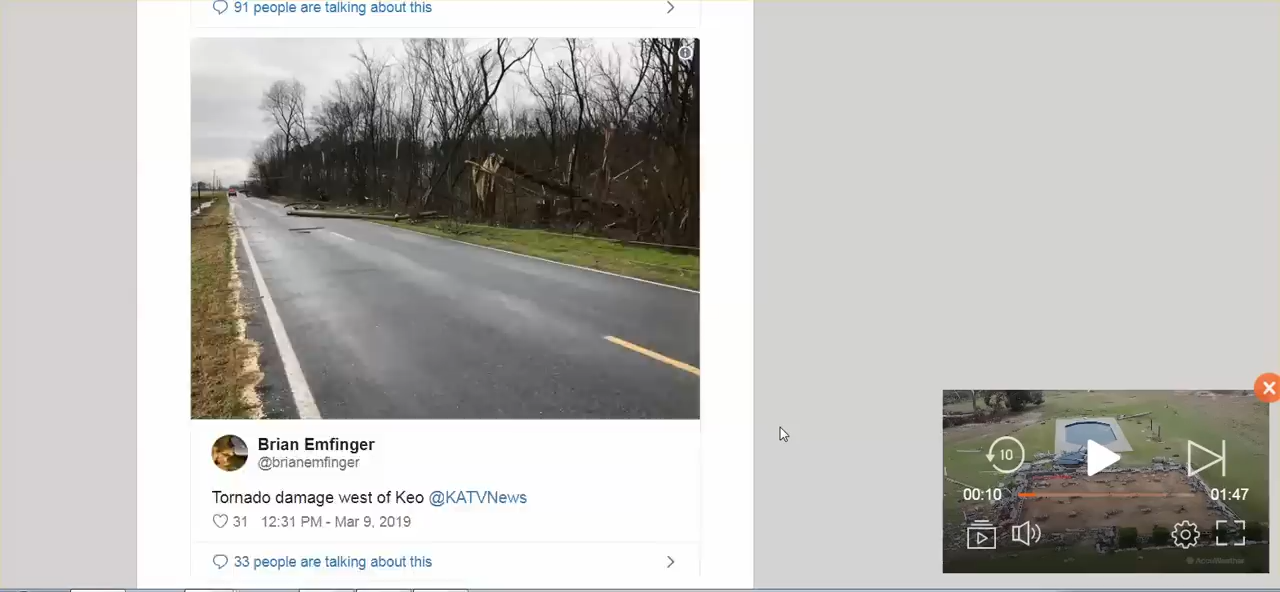 91 people are talking about this
Brian Emfinger
@brianemfinger
Tornado damage west of Keo @KATVNews
31 12:31 PM - Mar 9, 2019
33 people are talking about this
10
00:10
01:47
AccuWeather